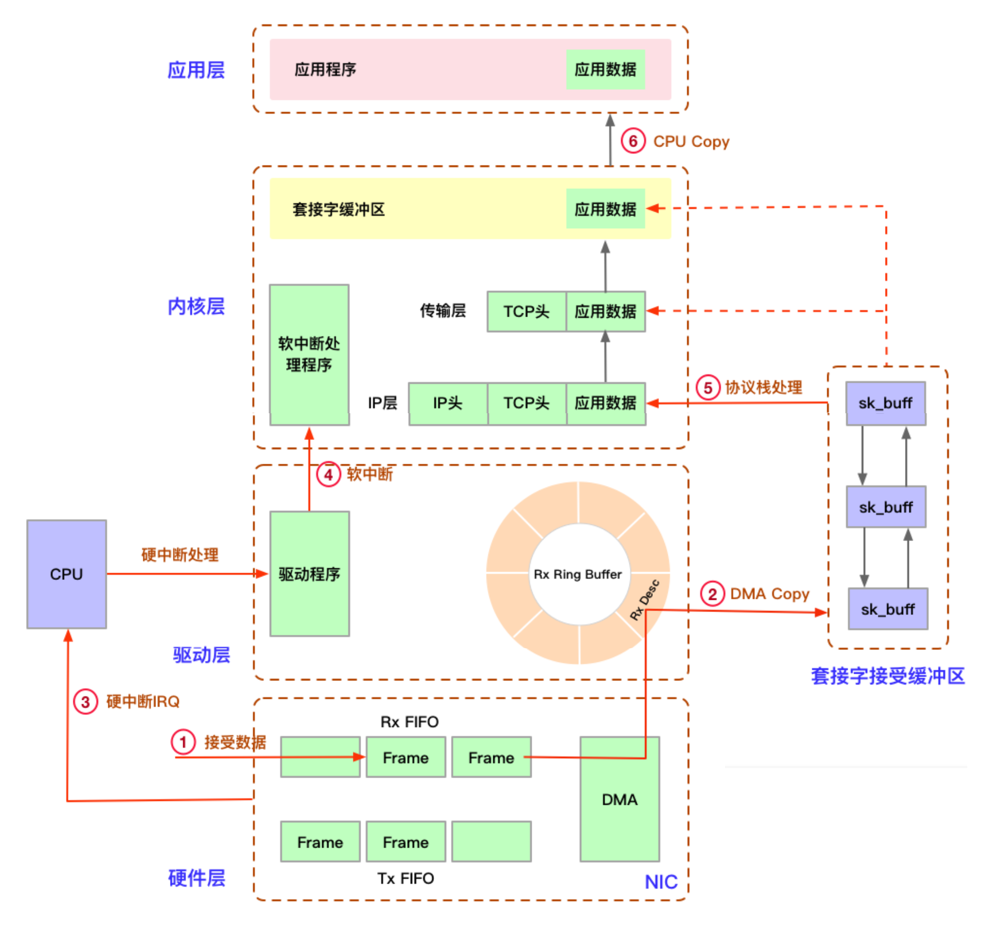 应用层
应用程序
应用数据
6
CPU Copy
套接字缓冲区
应用数据
内核层
软中断处
理程序
传输层
TCP头
应用数据
IP层
IP头
TCP头
应用数据
5
协议栈处理
sk_buff
sk_buff
sk_buff
套接字接受缓冲区
4
软中断
CPU
硬中断处理
驱动程序
Rx Ring Buffer
Rx Desc
2
DMA Copy
驱动层
3
硬中断IRQ
1
接受数据
Rx FIFO
Frame
Frame
DMA
Frame
Frame
Tx FIFO
硬件层
NIC